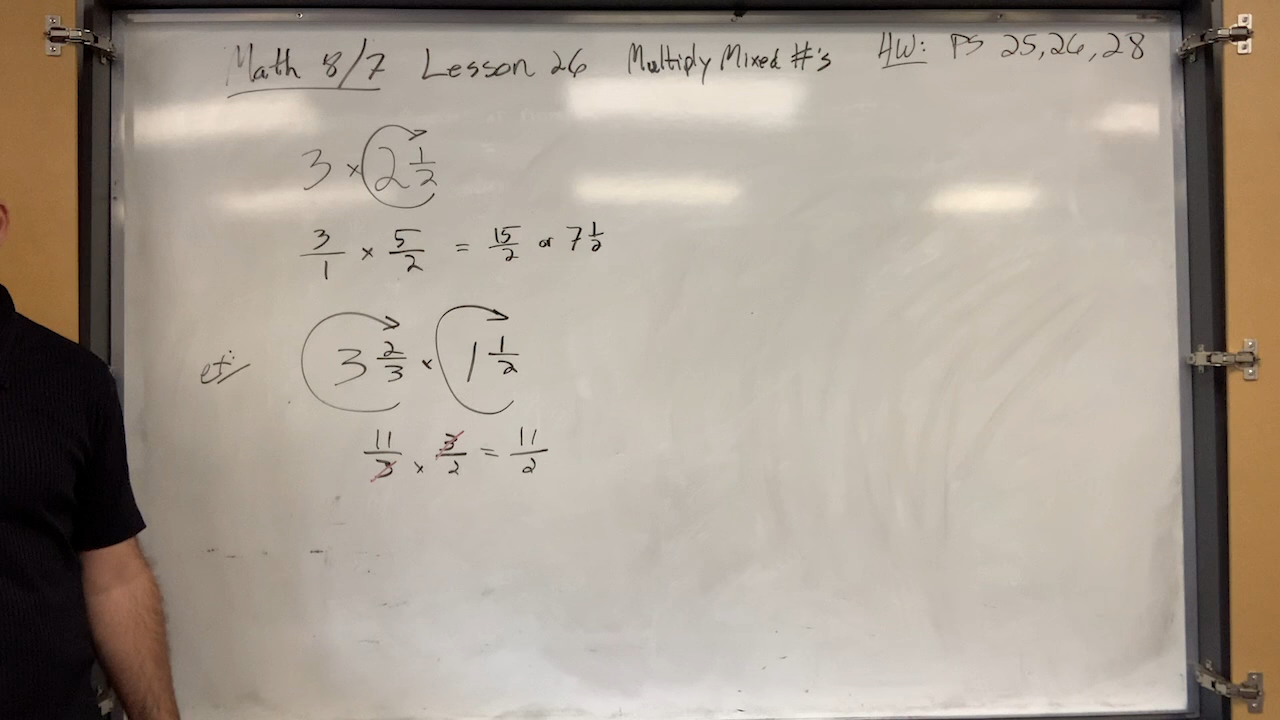 Math 8/7 Lesson 26 Multiply Mixed #'s HW: PS 25, 26, 28
3 × 2 1/2
3/1 × 5/2 = 15/2 or 7 1/2
3 2/3 × 1 1/2
11/3 × 3/2 = 11/2